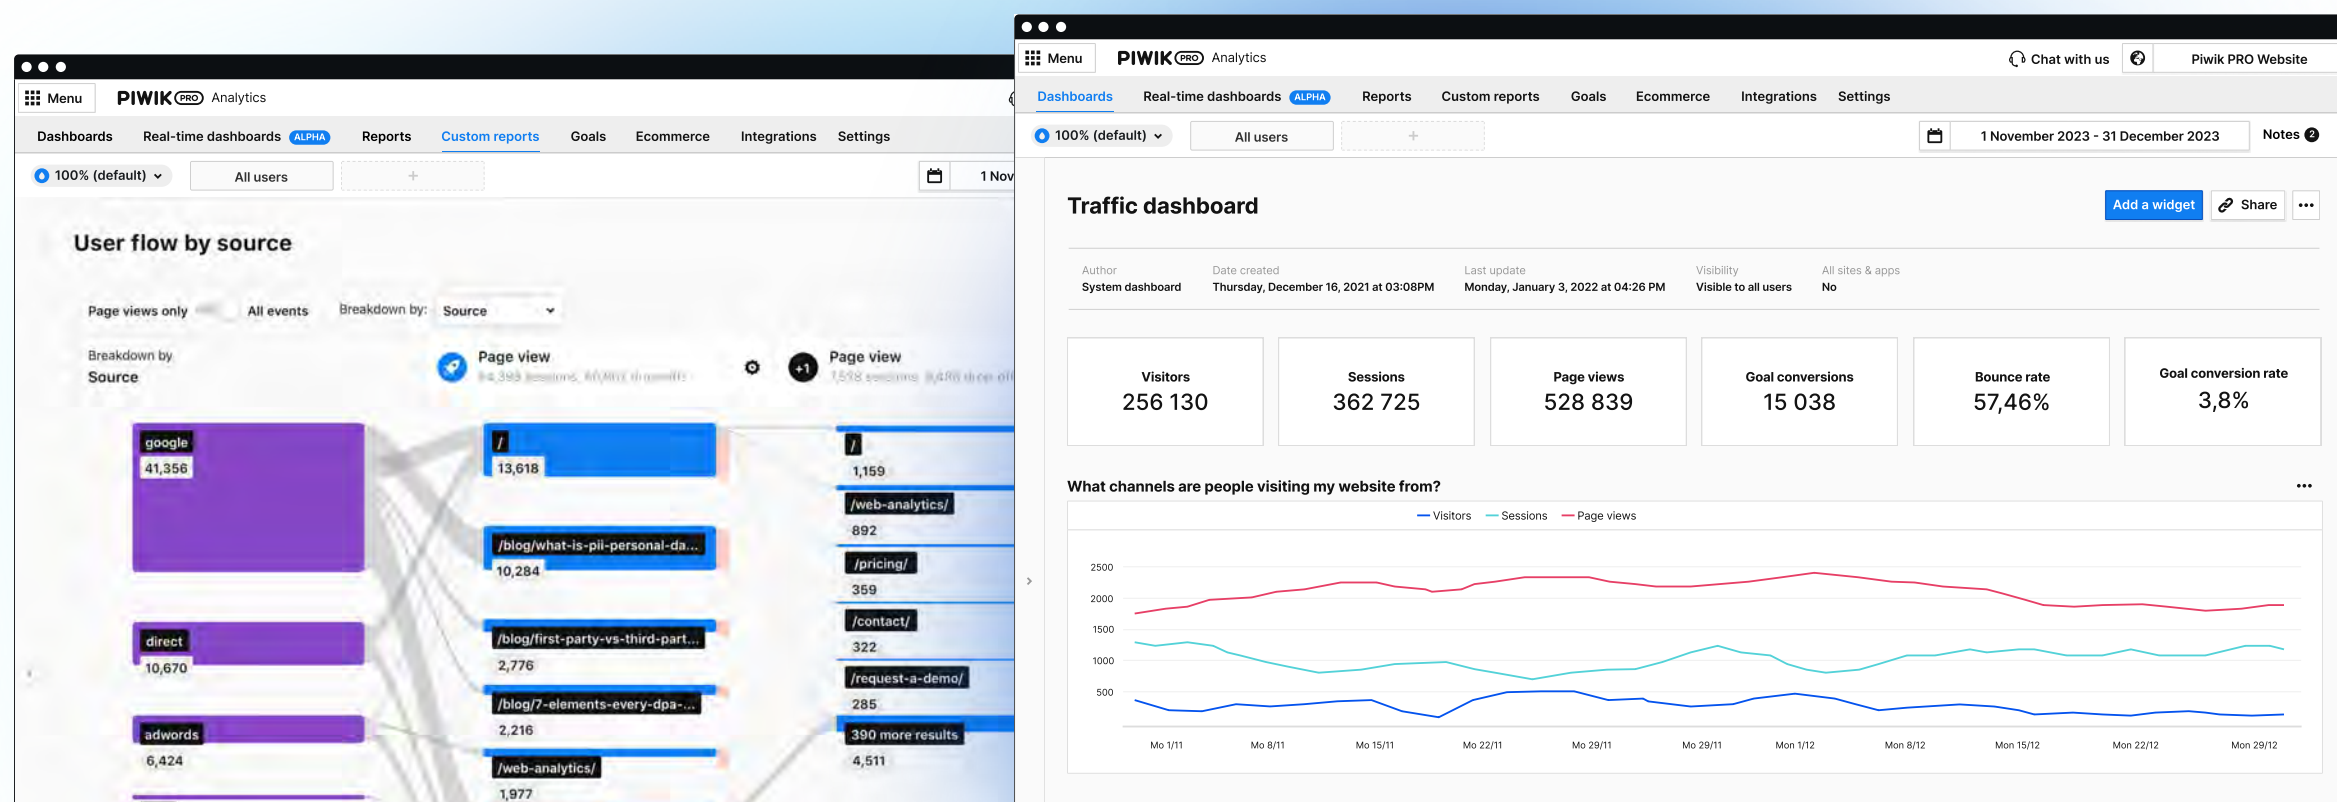 Menu PIWIK PRO Analytics
Dashboards Real-time dashboards ALPHA Reports Custom reports Goals Ecommerce Integrations Settings
100% (default) All users + 1 Nov
User flow by source
Page views only All events Breakdown by: Source
Breakdown by
Source
Page view
+1 Page view
google
41,356
direct
10,670
adwords
6,424
/
13,618
/blog/what-is-pii-personal-da...
10,284
/blog/first-party-vs-third-part...
2,776
/blog/7-elements-every-dpa-...
2,216
/web-analytics/
1,977
/
1,159
/web-analytics/
892
/pricing/
359
/contact/
322
/request-a-demo/
285
390 more results
4,511
Menu PIWIK PRO Analytics Chat with us Piwik PRO Website
Dashboards Real-time dashboards ALPHA Reports Custom reports Goals Ecommerce Integrations Settings
100% (default) All users + 1 November 2023 - 31 December 2023 Notes 2
Traffic dashboard Add a widget Share
Author Date created Last update Visibility All sites & apps
System dashboard Thursday, December 16, 2021 at 03:08PM Monday, January 3, 2022 at 04:26 PM Visible to all users No
Visitors Sessions Page views Goal conversions Bounce rate Goal conversion rate
256 130 362 725 528 839 15 038 57,46% 3,8%
What channels are people visiting my website from?
Visitors Sessions Page views
2500
2000
1500
1000
500
Mo 1/11 Mo 8/11 Mo 15/11 Mo 22/11 Mo 29/11 Mo 29/11 Mon 1/12 Mon 8/12 Mon 15/12 Mon 22/12 Mon 29/12